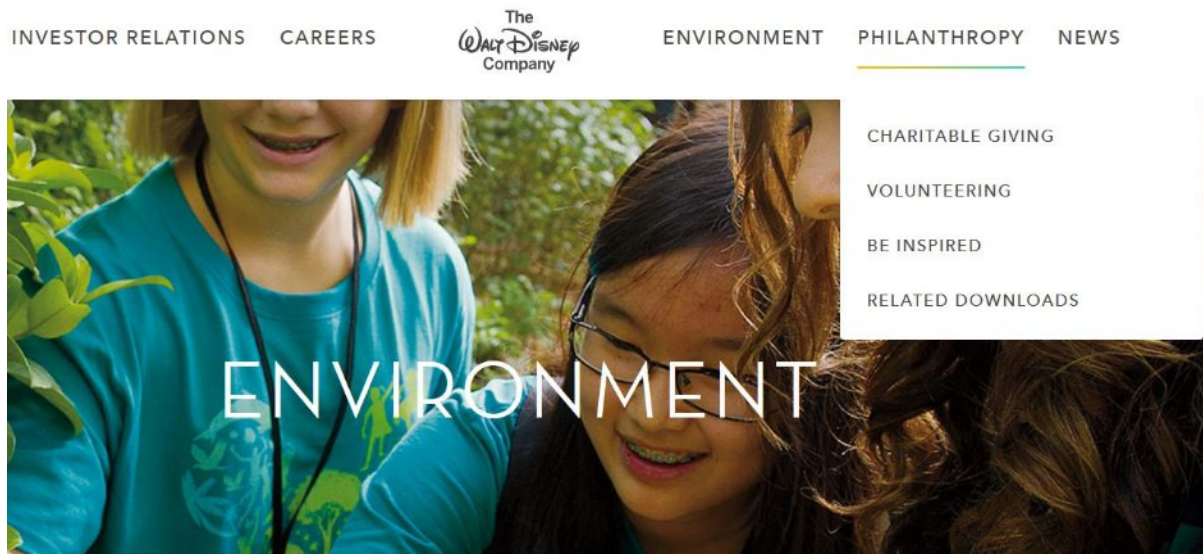 INVESTOR RELATIONS CAREERS
The
WALT DISNEY
Company
ENVIRONMENT PHILANTHROPY NEWS
CHARITABLE GIVING
VOLUNTEERING
BE INSPIRED
RELATED DOWNLOADS
ENVIRONMENT